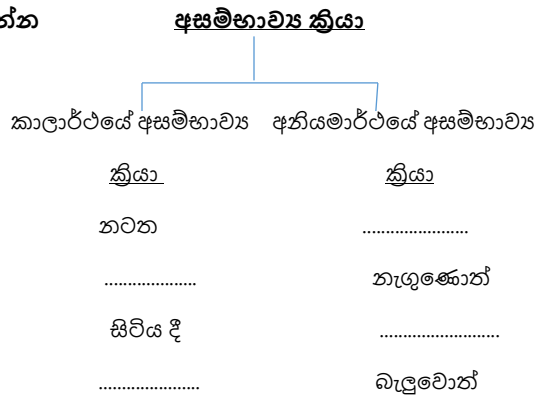 න්න අසම්භාව්‍ය ක්‍රියා
කාලාර්ථයේ අසම්භාව්‍ය අනියමාර්ථයේ අසම්භාව්‍ය
ක්‍රියා ක්‍රියා
නටත .......................
.................... නැගුණොත්
සිටිය දී ..........................
...................... බැලුවොත්